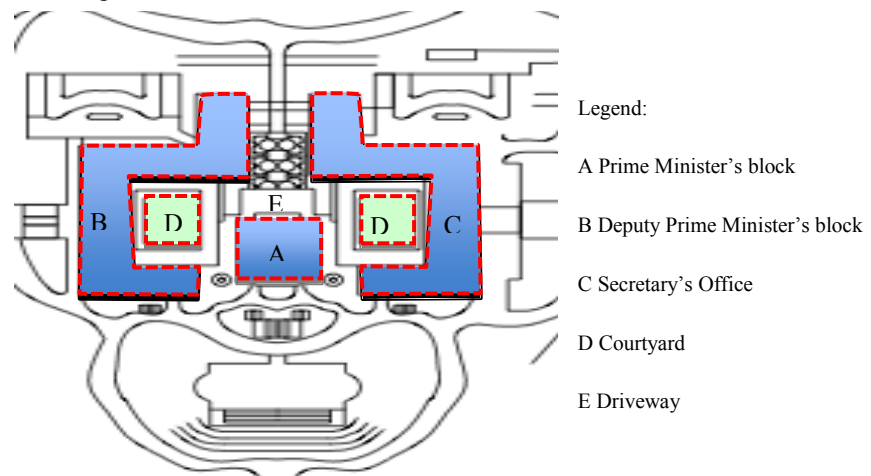 B
D
E
A
D
C
Legend:
A Prime Minister's block
B Deputy Prime Minister's block
C Secretary's Office
D Courtyard
E Driveway